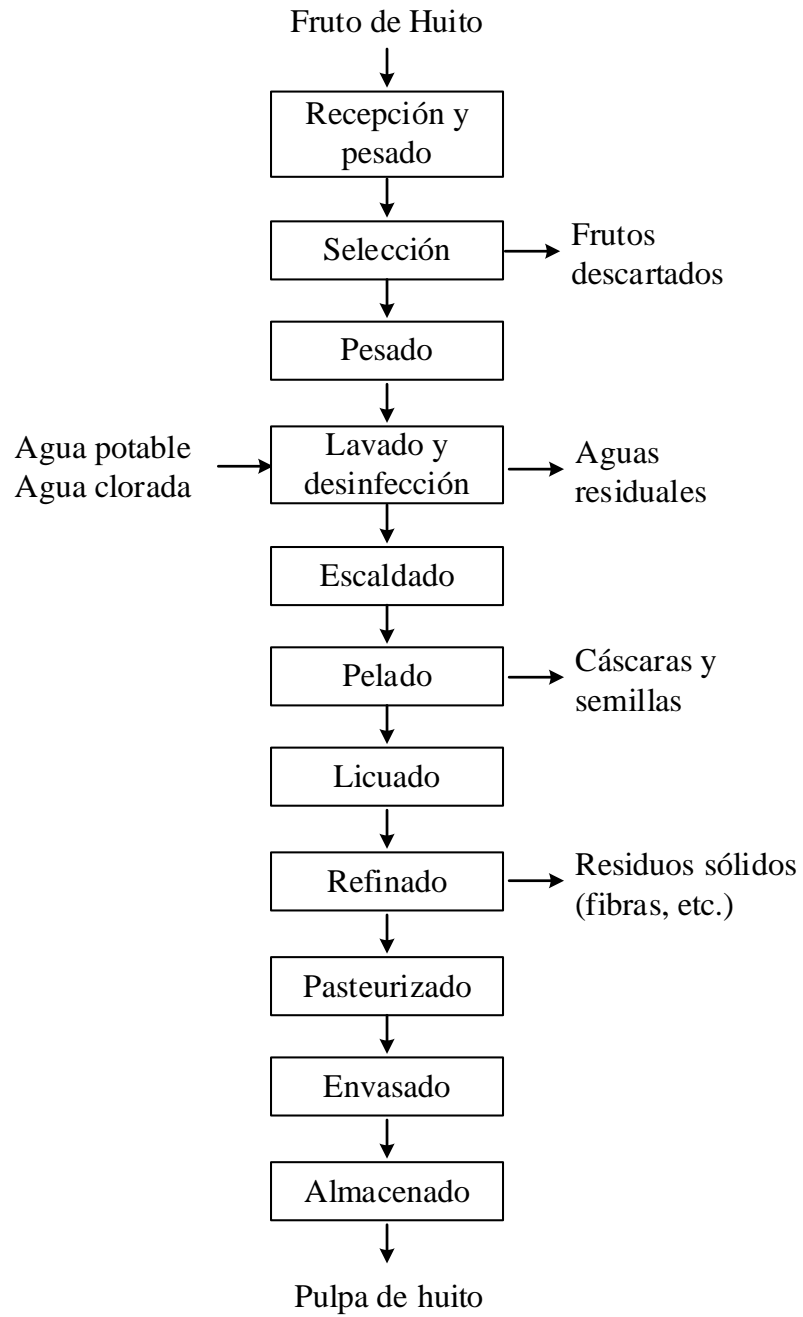 Fruto de Huito
Recepción y
pesado
Selección
Frutos
descartados
Pesado
Agua potable
Agua clorada
Lavado y
desinfección
Aguas
residuales
Escaldado
Pelado
Cáscaras y
semillas
Licuado
Refinado
Residuos sólidos
(fibras, etc.)
Pasteurizado
Envasado
Almacenado
Pulpa de huito